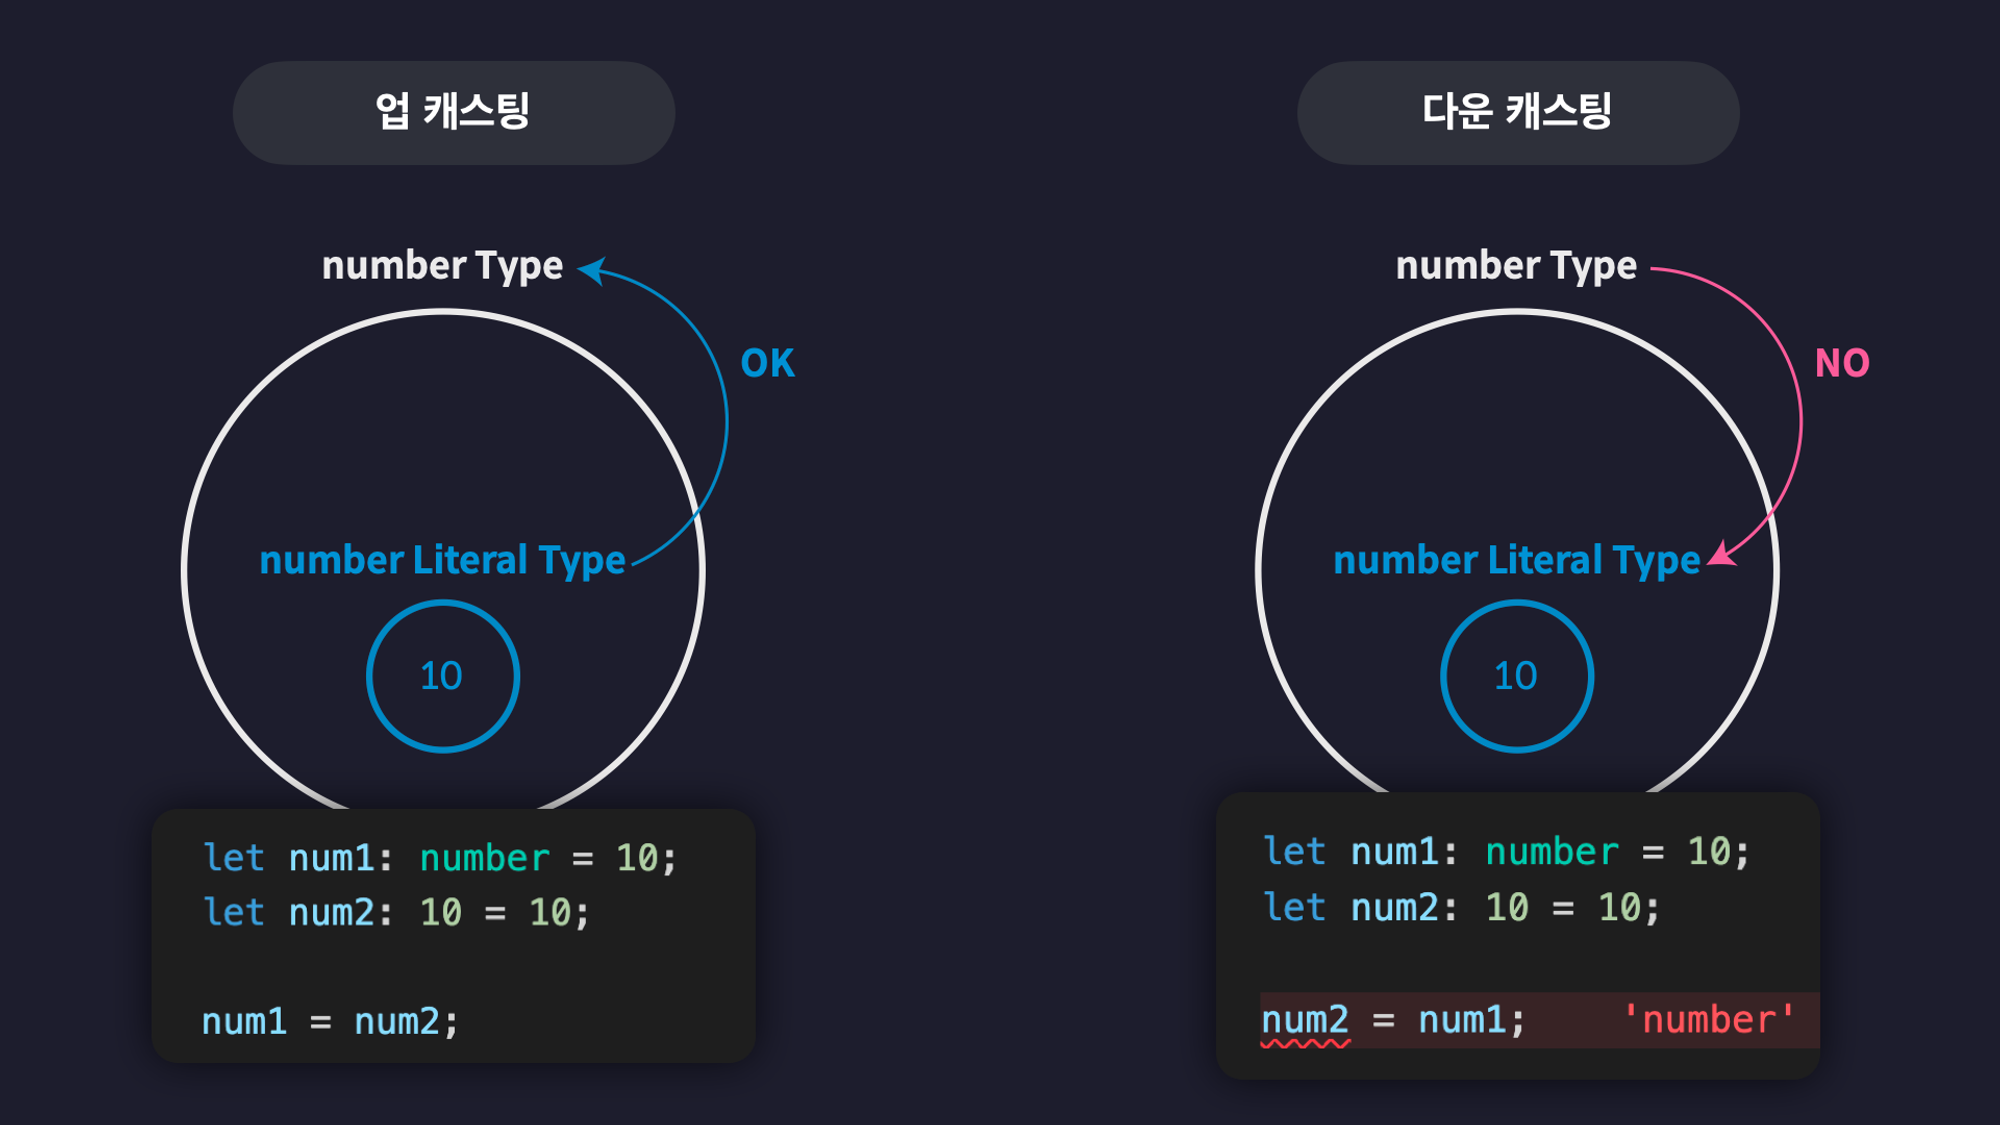 업 캐스팅
number Type
OK
number Literal Type
10
let num1: number = 10;
let num2: 10 = 10;
num1 = num2;
다운 캐스팅
number Type
NO
number Literal Type
10
let num1: number = 10;
let num2: 10 = 10;
num2 = num1; 'number'